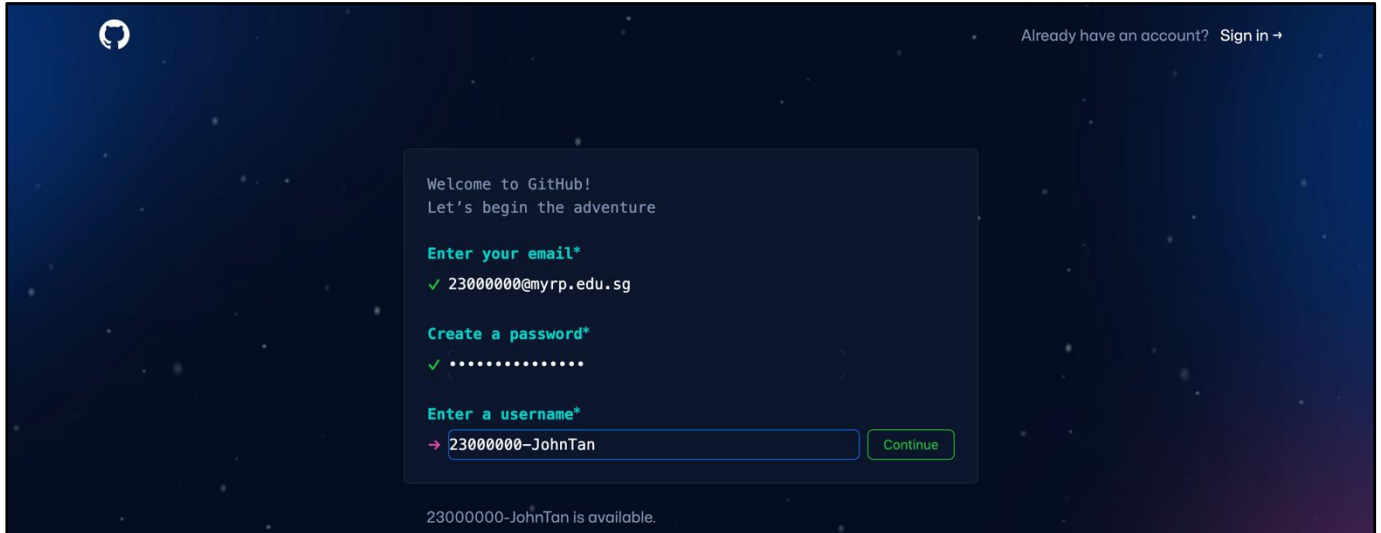 Already have an account? Sign in →
Welcome to GitHub!
Let's begin the adventure
Enter your email*
✓ 23000000@myrp.edu.sg
Create a password*
✓ •••••••••••••••
Enter a username*
→ 23000000-JohnTan
Continue
23000000-JohnTan is available.